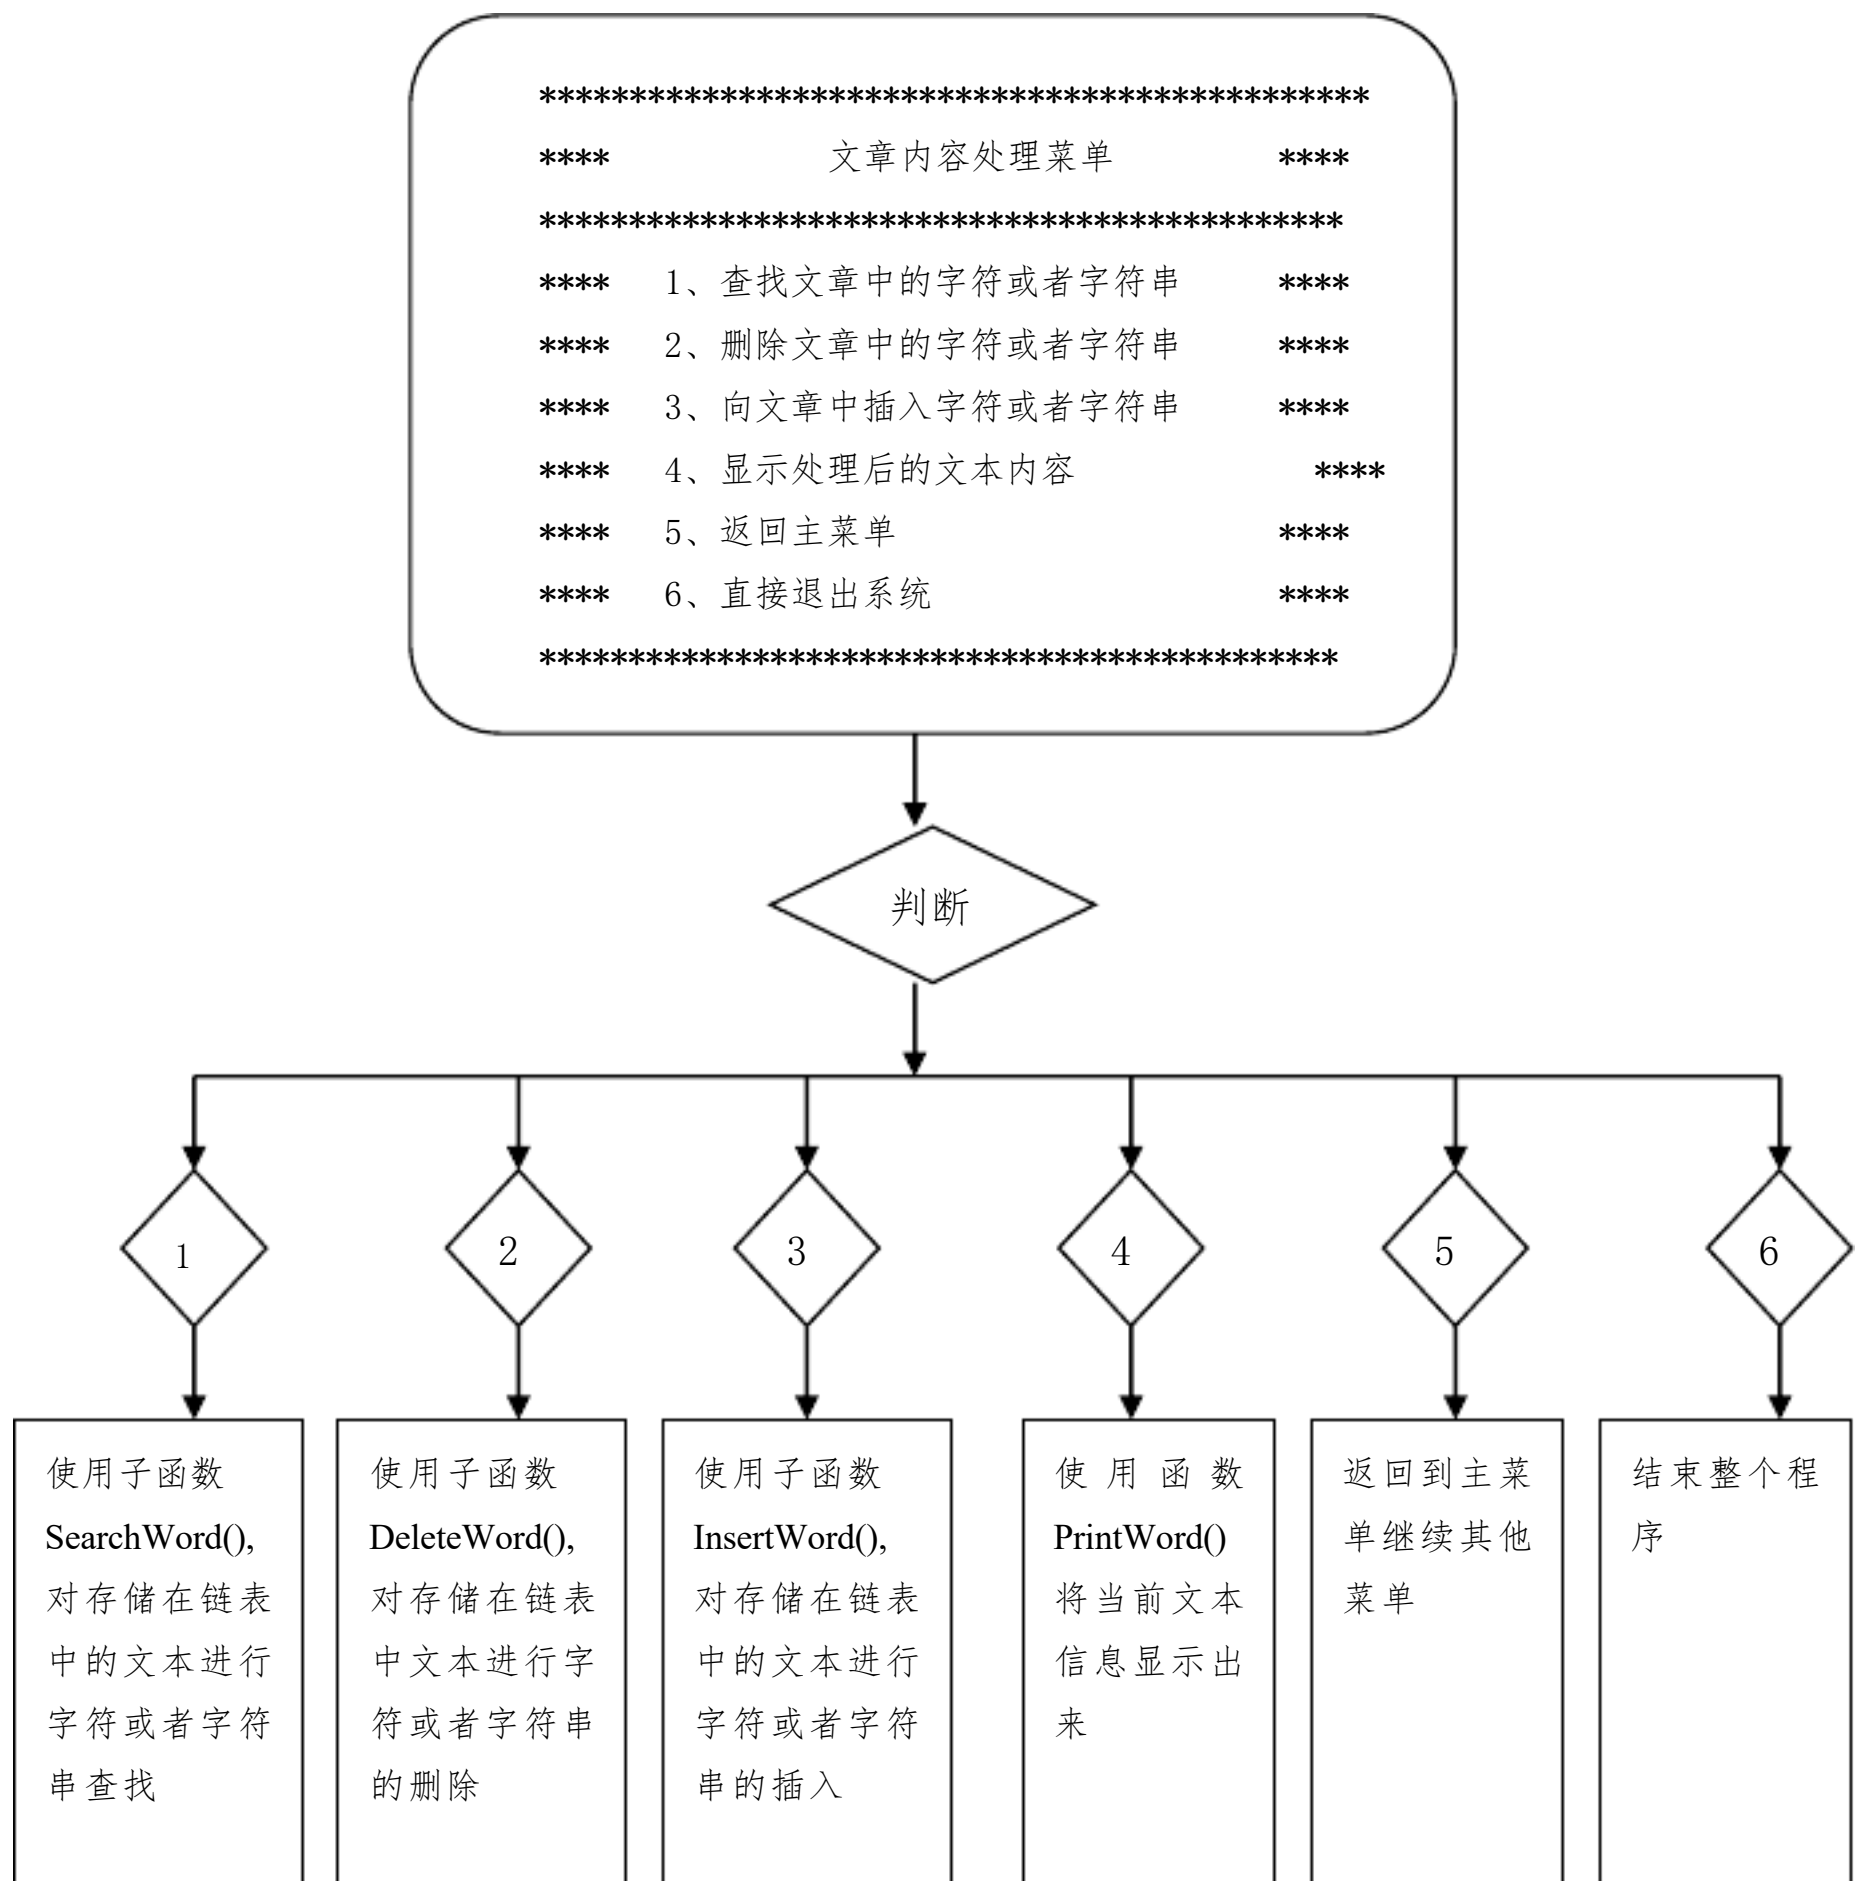 **********************************************
**** 文章内容处理菜单 ****
*********************************************
**** 1、查找文章中的字符或者字符串 ****
**** 2、删除文章中的字符或者字符串 ****
**** 3、向文章中插入字符或者字符串 ****
**** 4、显示处理后的文本内容 ****
**** 5、返回主菜单 ****
**** 6、直接退出系统 ****
*********************************************
判断
1
2
3
4
5
6
使用子函数
SearchWord(),
对存储在链表
中的文本进行
字符或者字符
串查找
使用子函数
DeleteWord(),
对存储在链表
中文本进行字
符或者字符串
的删除
使用子函数
InsertWord(),
对存储在链表
中的文本进行
字符或者字符
串的插入
使用函数
PrintWord()
将当前文本
信息显示出
来
返回到主菜
单继续其他
菜单
结束整个程
序